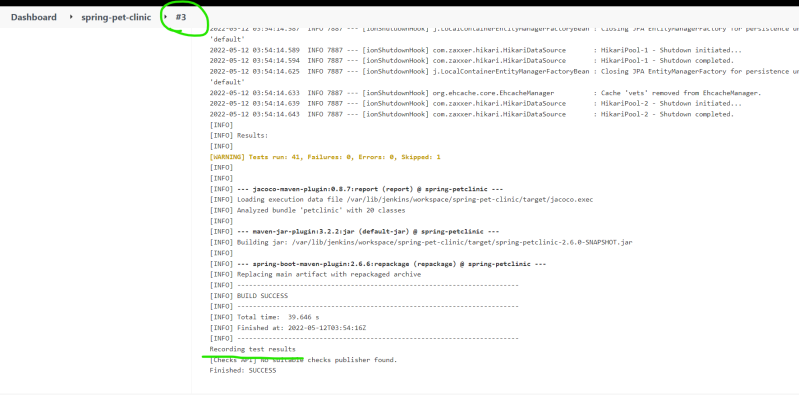 Dashboard spring-pet-clinic #3
2022-05-12 03:54:14.587 INFO 7887 --- [ionShutdownHook] j.LocalContainerEntityManagerFactoryBean : Closing JPA EntityManagerFactory for persistence un
'default'
2022-05-12 03:54:14.589 INFO 7887 --- [ionShutdownHook] com.zaxxer.hikari.HikariDataSource : HikariPool-1 - Shutdown initiated...
2022-05-12 03:54:14.594 INFO 7887 --- [ionShutdownHook] com.zaxxer.hikari.HikariDataSource : HikariPool-1 - Shutdown completed.
2022-05-12 03:54:14.625 INFO 7887 --- [ionShutdownHook] j.LocalContainerEntityManagerFactoryBean : Closing JPA EntityManagerFactory for persistence un
'default'
2022-05-12 03:54:14.633 INFO 7887 --- [ionShutdownHook] org.ehcache.core.EhcacheManager : Cache 'vets' removed from EhcacheManager.
2022-05-12 03:54:14.639 INFO 7887 --- [ionShutdownHook] com.zaxxer.hikari.HikariDataSource : HikariPool-2 - Shutdown initiated...
2022-05-12 03:54:14.643 INFO 7887 --- [ionShutdownHook] com.zaxxer.hikari.HikariDataSource : HikariPool-2 - Shutdown completed.
[INFO]
[INFO] Results:
[INFO]
[WARNING] Tests run: 41, Failures: 0, Errors: 0, Skipped: 1
[INFO]
[INFO]
[INFO] --- jacoco-maven-plugin:0.8.7:report (report) @ spring-petclinic ---
[INFO] Loading execution data file /var/lib/jenkins/workspace/spring-pet-clinic/target/jacoco.exec
[INFO] Analyzed bundle 'petclinic' with 20 classes
[INFO]
[INFO] --- maven-jar-plugin:3.2.2:jar (default-jar) @ spring-petclinic ---
[INFO] Building jar: /var/lib/jenkins/workspace/spring-pet-clinic/target/spring-petclinic-2.6.0-SNAPSHOT.jar
[INFO]
[INFO] --- spring-boot-maven-plugin:2.6.6:repackage (repackage) @ spring-petclinic ---
[INFO] Replacing main artifact with repackaged archive
[INFO] ------------------------------------------------------------------------
[INFO] BUILD SUCCESS
[INFO] ------------------------------------------------------------------------
[INFO] Total time:  39.646 s
[INFO] Finished at: 2022-05-12T03:54:16Z
[INFO] ------------------------------------------------------------------------
Recording test results
[Checks API] No suitable checks publisher found.
Finished: SUCCESS